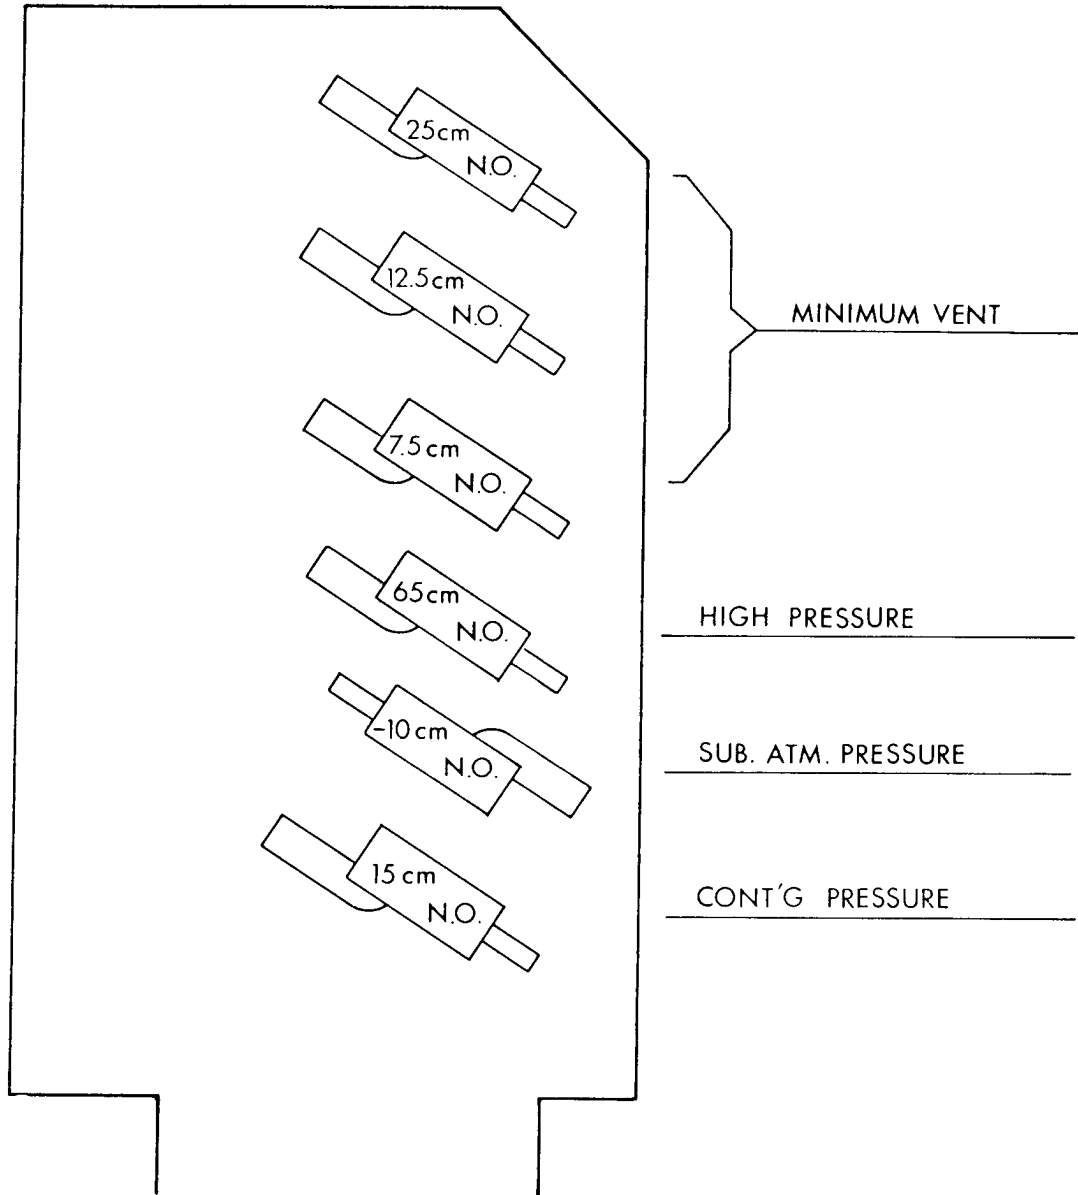 25cm
N.O.
12.5cm
N.O.
MINIMUM VENT
7.5cm
N.O.
65cm
N.O.
HIGH PRESSURE
-10cm
N.O.
SUB. ATM. PRESSURE
15cm
N.O.
CONT'G PRESSURE